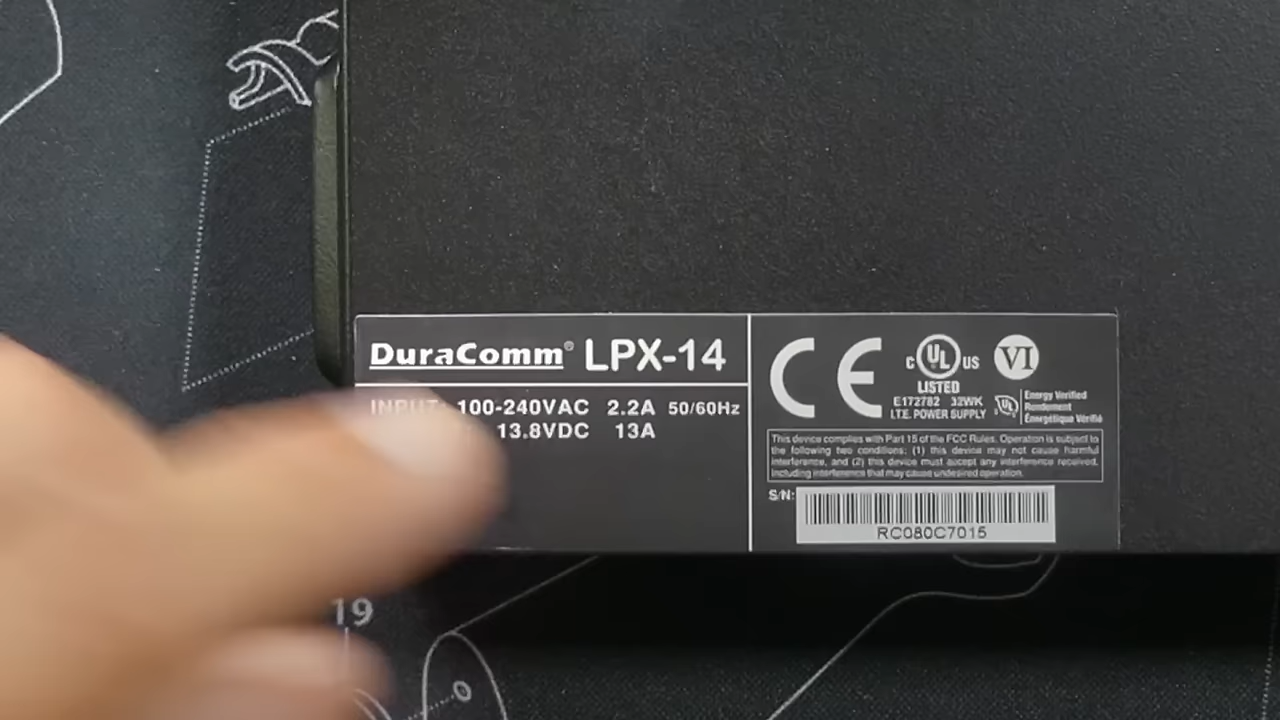 DuraComm® LPX-14
INPUT: 100-240VAC 2.2A 50/60Hz
13.8VDC 13A
CE
C UL US
LISTED
E172782 32WK
I.T.E. POWER SUPPLY
VI
UL
Energy Verified
Rendement
Énergétique Vérifié
This device complies with Part 15 of the FCC Rules. Operation is subject to
the following two conditions: (1) this device may not cause harmful
interference, and (2) this device must accept any interference received,
including interference that may cause undesired operation.
S/N:
RC080C7015
19